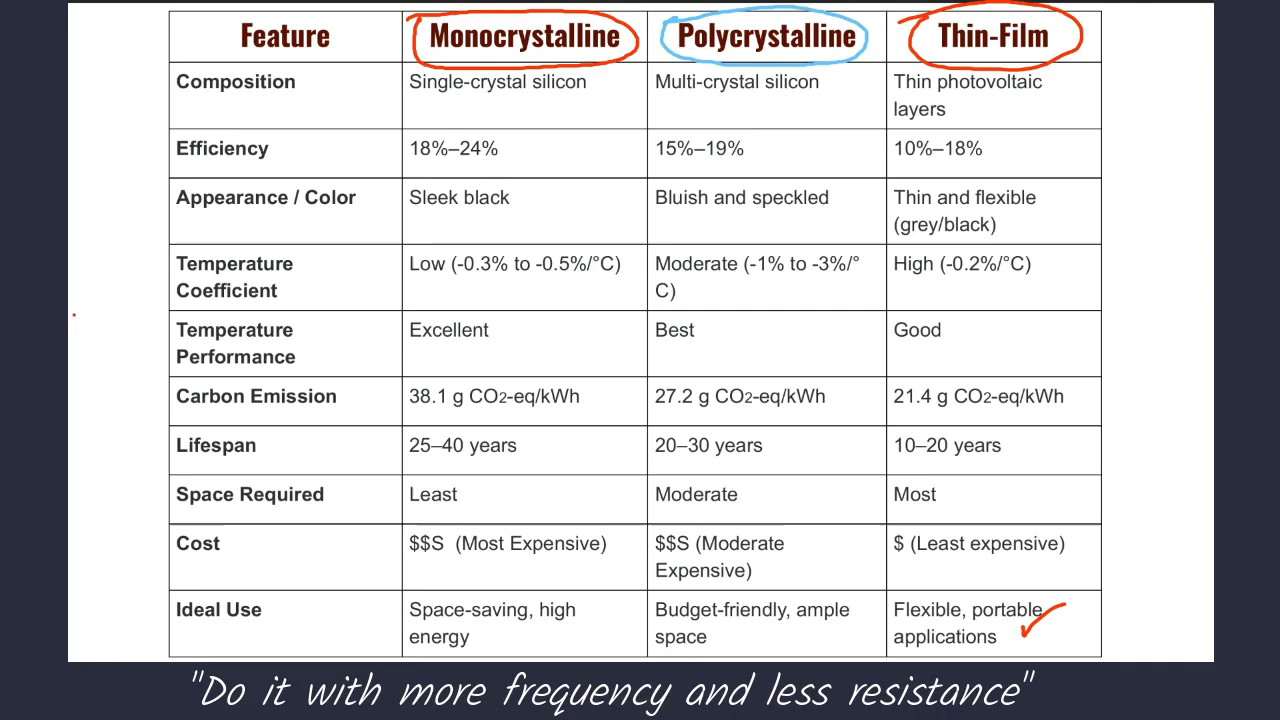 Feature Monocrystalline Polycrystalline Thin-Film
Composition Single-crystal silicon Multi-crystal silicon Thin photovoltaic
layers
Efficiency 18%–24% 15%–19% 10%–18%
Appearance / Color Sleek black Bluish and speckled Thin and flexible
(grey/black)
Temperature Low (-0.3% to -0.5%/°C) Moderate (-1% to -3%/° High (-0.2%/°C)
Coefficient C)
Temperature Excellent Best Good
Performance
Carbon Emission 38.1 g CO2-eq/kWh 27.2 g CO2-eq/kWh 21.4 g CO2-eq/kWh
Lifespan 25–40 years 20–30 years 10–20 years
Space Required Least Moderate Most
Cost $$S (Most Expensive) $$S (Moderate $ (Least expensive)
Expensive)
Ideal Use Space-saving, high Budget-friendly, ample Flexible, portable
energy space applications
"Do it with more frequency and less resistance"